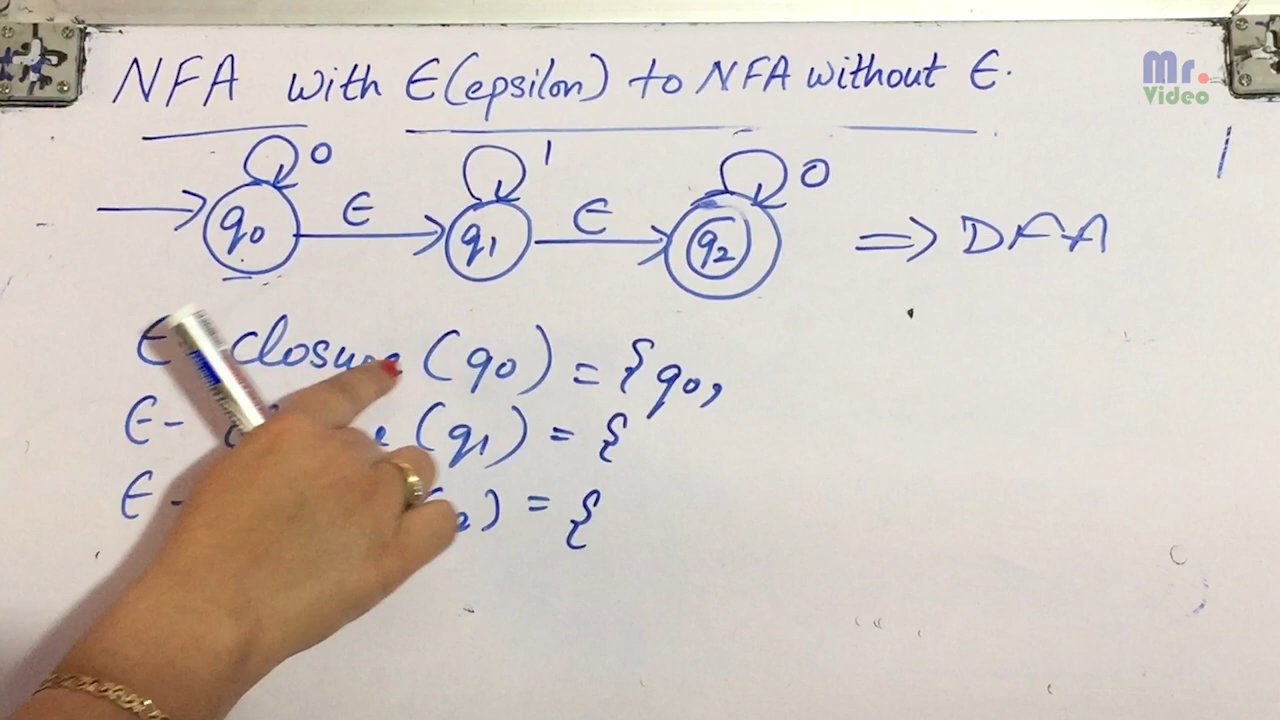 NFA with ϵ(epsilon) to NFA without ϵ.
Mr.
Video
0 1 0
q0 ϵ q1 ϵ q2 => DFA
ϵ closure (q0) = {q0,
ϵ- (q1) = {
ϵ- ) = {